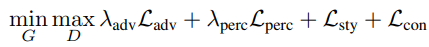 min max λ_adv 𝓛_adv + λ_perc 𝓛_perc + 𝓛_sty + 𝓛_con
G D